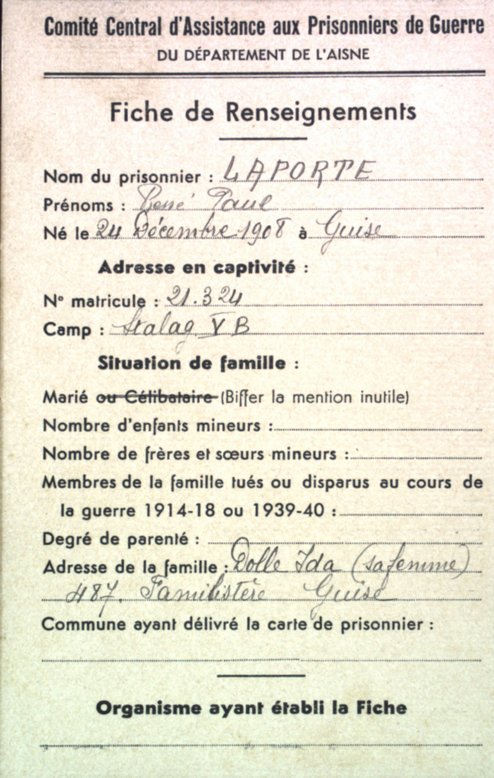 Comité Central d'Assistance aux Prisonniers de Guerre
DU DÉPARTEMENT DE L'AISNE
Fiche de Renseignements
Nom du prisonnier : LAPORTE
Prénoms : René Paul
Né le 24 Décembre 1908 à Guise
Adresse en captivité :
N° matricule : 21.324
Camp : Stalag V B
Situation de famille :
Marié ou Célibataire (Biffer la mention inutile)
Nombre d'enfants mineurs :
Nombre de frères et sœurs mineurs :
Membres de la famille tués ou disparus au cours de
la guerre 1914-18 ou 1939-40 :
Degré de parenté :
Adresse de la famille : Dolle Ida (sa femme)
487. Familistère Guise
Commune ayant délivré la carte de prisonnier :
Organisme ayant établi la Fiche